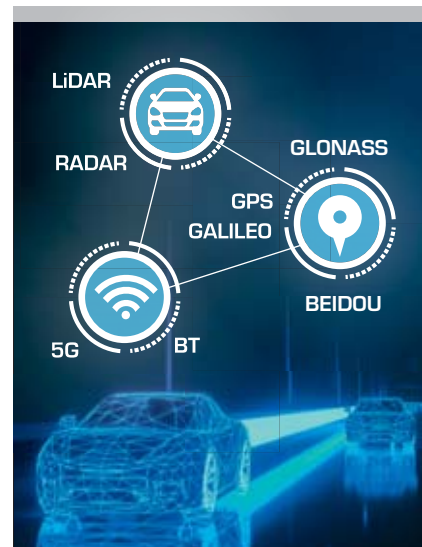 LiDAR
RADAR
GLONASS
GPS
GALILEO
BEIDOU
5G
BT